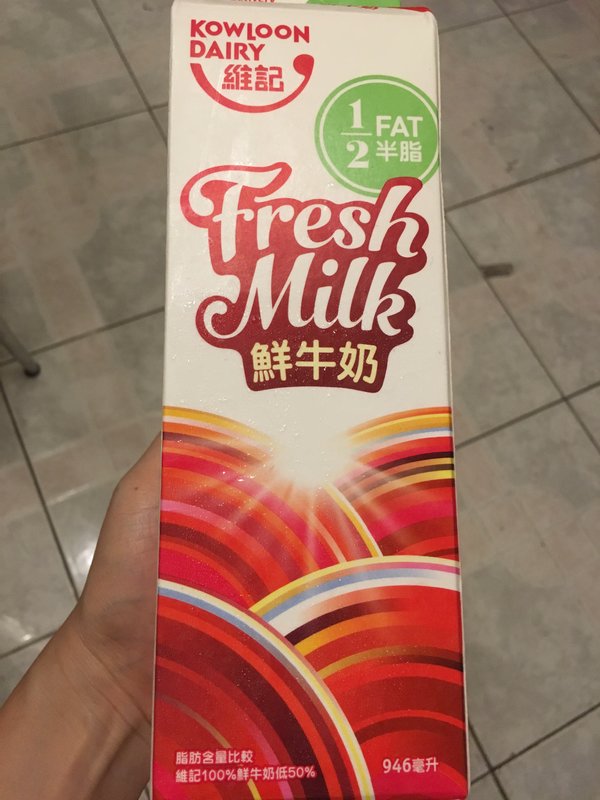 KOWLOON
DAIRY
維記
1/2 FAT
半脂
Fresh
Milk
鮮牛奶
脂肪含量比較
維記100%鮮牛奶低50%
946毫升